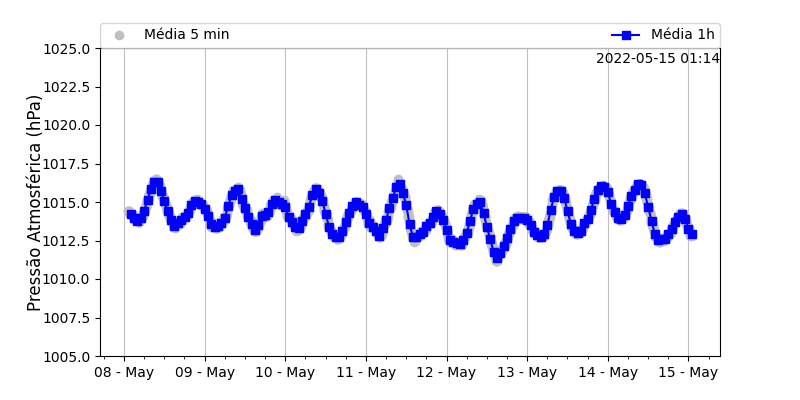 Média 5 min
Média 1h
2022-05-15 01:14
Pressão Atmosférica (hPa)
1025.0
1022.5
1020.0
1017.5
1015.0
1012.5
1010.0
1007.5
1005.0
08 - May
09 - May
10 - May
11 - May
12 - May
13 - May
14 - May
15 - May